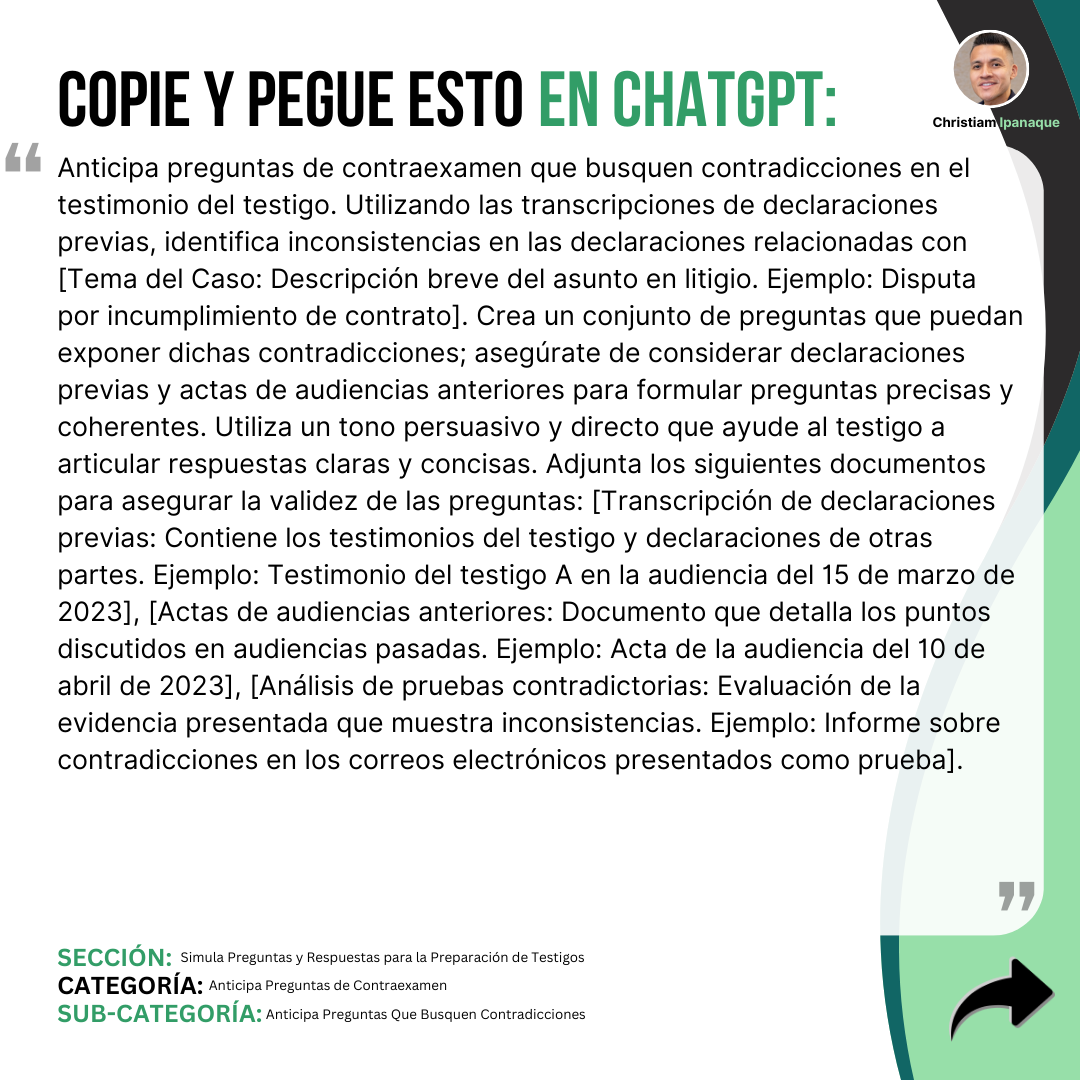 COPIE Y PEGUE ESTO EN CHATGPT:
Christiam Ipanaque
“
Anticipa preguntas de contraexamen que busquen contradicciones en el
testimonio del testigo. Utilizando las transcripciones de declaraciones
previas, identifica inconsistencias en las declaraciones relacionadas con
[Tema del Caso: Descripción breve del asunto en litigio. Ejemplo: Disputa
por incumplimiento de contrato]. Crea un conjunto de preguntas que puedan
exponer dichas contradicciones; asegúrate de considerar declaraciones
previas y actas de audiencias anteriores para formular preguntas precisas y
coherentes. Utiliza un tono persuasivo y directo que ayude al testigo a
articular respuestas claras y concisas. Adjunta los siguientes documentos
para asegurar la validez de las preguntas: [Transcripción de declaraciones
previas: Contiene los testimonios del testigo y declaraciones de otras
partes. Ejemplo: Testimonio del testigo A en la audiencia del 15 de marzo de
2023], [Actas de audiencias anteriores: Documento que detalla los puntos
discutidos en audiencias pasadas. Ejemplo: Acta de la audiencia del 10 de
abril de 2023], [Análisis de pruebas contradictorias: Evaluación de la
evidencia presentada que muestra inconsistencias. Ejemplo: Informe sobre
contradicciones en los correos electrónicos presentados como prueba].
”
SECCIÓN: Simula Preguntas y Respuestas para la Preparación de Testigos
CATEGORÍA: Anticipa Preguntas de Contraexamen
SUB-CATEGORÍA: Anticipa Preguntas Que Busquen Contradicciones